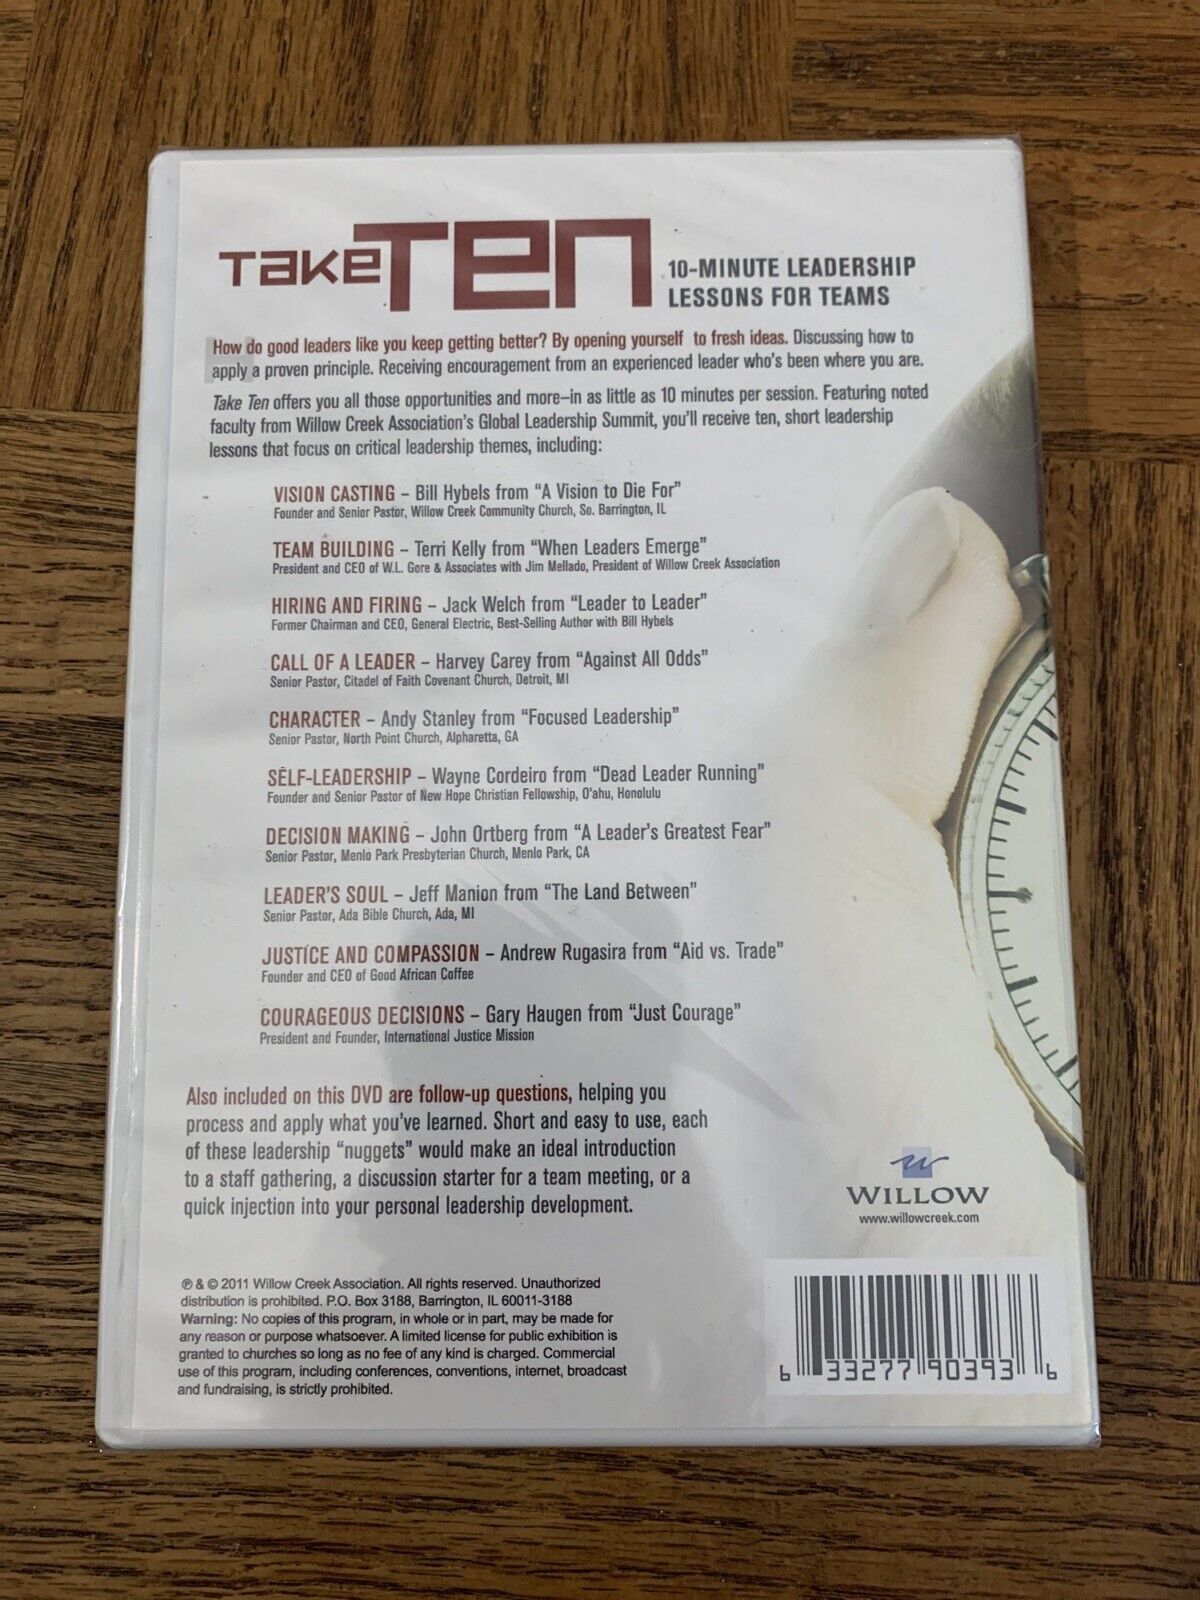 Take Ten
10-MINUTE LEADERSHIP
LESSONS FOR TEAMS
How do good leaders like you keep getting better? By opening yourself to fresh ideas. Discussing how to
apply a proven principle. Receiving encouragement from an experienced leader who's been where you are.
Take Ten offers you all those opportunities and more–in as little as 10 minutes per session. Featuring noted
faculty from Willow Creek Association's Global Leadership Summit, you'll receive ten, short leadership
lessons that focus on critical leadership themes, including:
VISION CASTING – Bill Hybels from "A Vision to Die For"
Founder and Senior Pastor, Willow Creek Community Church, So. Barrington, IL
TEAM BUILDING – Terri Kelly from "When Leaders Emerge"
President and CEO of W.L. Gore & Associates with Jim Mellado, President of Willow Creek Association
HIRING AND FIRING – Jack Welch from "Leader to Leader"
Former Chairman and CEO, General Electric, Best-Selling Author with Bill Hybels
CALL OF A LEADER – Harvey Carey from "Against All Odds"
Senior Pastor, Citadel of Faith Covenant Church, Detroit, MI
CHARACTER – Andy Stanley from "Focused Leadership"
Senior Pastor, North Point Church, Alpharetta, GA
SELF-LEADERSHIP – Wayne Cordeiro from "Dead Leader Running"
Founder and Senior Pastor of New Hope Christian Fellowship, O'ahu, Honolulu
DECISION MAKING – John Ortberg from "A Leader's Greatest Fear"
Senior Pastor, Menlo Park Presbyterian Church, Menlo Park, CA
LEADER'S SOUL – Jeff Manion from "The Land Between"
Senior Pastor, Ada Bible Church, Ada, MI
JUSTICE AND COMPASSION – Andrew Rugasira from "Aid vs. Trade"
Founder and CEO of Good African Coffee
COURAGEOUS DECISIONS – Gary Haugen from "Just Courage"
President and Founder, International Justice Mission
Also included on this DVD are follow-up questions, helping you
process and apply what you've learned. Short and easy to use, each
of these leadership "nuggets" would make an ideal introduction
to a staff gathering, a discussion starter for a team meeting, or a
quick injection into your personal leadership development.
WILLOW
www.willowcreek.com
℗ & © 2011 Willow Creek Association. All rights reserved. Unauthorized
distribution is prohibited. P.O. Box 3188, Barrington, IL 60011-3188
Warning: No copies of this program, in whole or in part, may be made for
any reason or purpose whatsoever. A limited license for public exhibition is
granted to churches so long as no fee of any kind is charged. Commercial
use of this program, including conferences, conventions, internet, broadcast
and fundraising, is strictly prohibited.
6 33277 90393 6